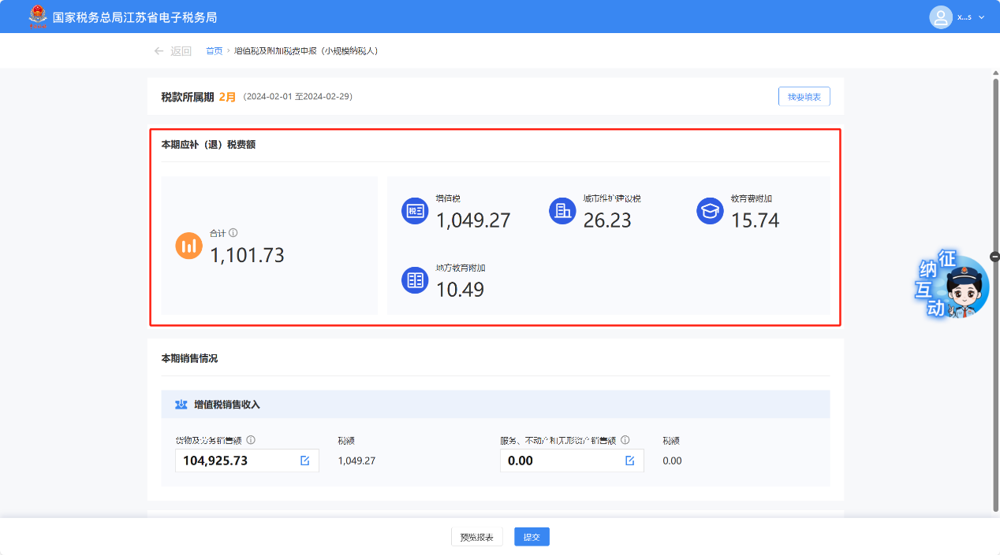 国家税务总局江苏省电子税务局
x...s
返回 首页 › 增值税及附加税费申报（小规模纳税人）
税款所属期 2月 （2024-02-01 至2024-02-29）
我要填表
本期应补（退）税费额
合计
1,101.73
增值税
1,049.27
城市维护建设税
26.23
教育费附加
15.74
地方教育附加
10.49
征纳互动
本期销售情况
增值税销售收入
货物及劳务销售额 税额 服务、不动产和无形资产销售额 税额
104,925.73 1,049.27 0.00 0.00
预览报表 提交